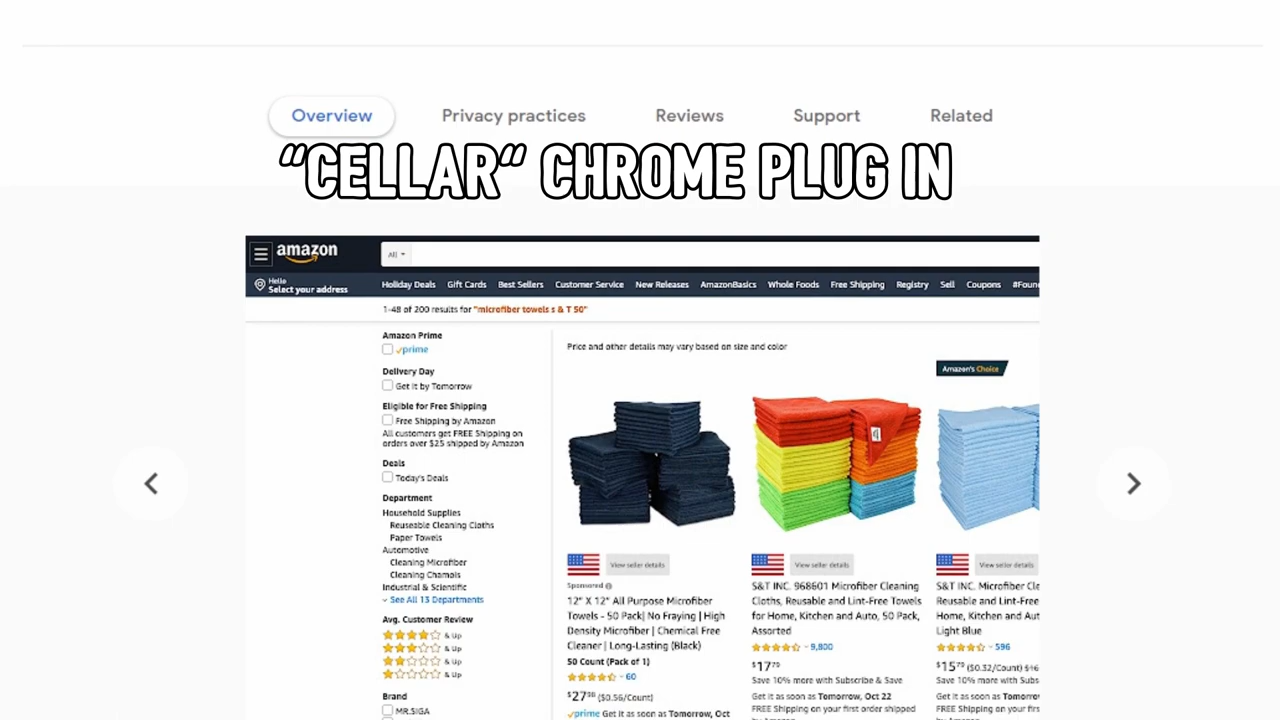 Overview Privacy practices Reviews Support Related
“CELLAR“ CHROME PLUG IN
amazon
All
Hello
Select your address
Holiday Deals Gift Cards Best Sellers Customer Service New Releases AmazonBasics Whole Foods Free Shipping Registry Sell Coupons #Foun
1-48 of 200 results for "microfiber towels s & T 50"
Amazon Prime
prime
Delivery Day
Get it by Tomorrow
Eligible for Free Shipping
Free Shipping by Amazon
All customers get FREE Shipping on
orders over $25 shipped by Amazon
Deals
Today's Deals
Department
Household Supplies
Reuseable Cleaning Cloths
Paper Towels
Automotive
Cleaning Microfiber
Cleaning Chamois
Industrial & Scientific
See All 13 Departments
Avg. Customer Review
& Up
& Up
& Up
& Up
Brand
MR.SIGA
Price and other details may vary based on size and color
View seller details
Sponsored
12" X 12" All Purpose Microfiber
Towels - 50 Pack| No Fraying | High
Density Microfiber | Chemical Free
Cleaner | Long-Lasting (Black)
50 Count (Pack of 1)
60
($0.56/Count)
prime Get it as soon as Tomorrow, Oct
View seller details
S&T INC. 968601 Microfiber Cleaning
Cloths, Reusable and Lint-Free Towels
for Home, Kitchen and Auto, 50 Pack,
Assorted
9,800
Save 10% more with Subscribe & Save
Get it as soon as Tomorrow, Oct 22
FREE Shipping on your first order shipped
by Amazon
Amazon's Choice
View seller details
S&T INC. Microfiber Cle
Reusable and Lint-Free
Home, Kitchen and Aut
Light Blue
596
($0.32/Count)
Save 10% more with Subs
Get it as soon as Tomorro
FREE Shipping on your fir